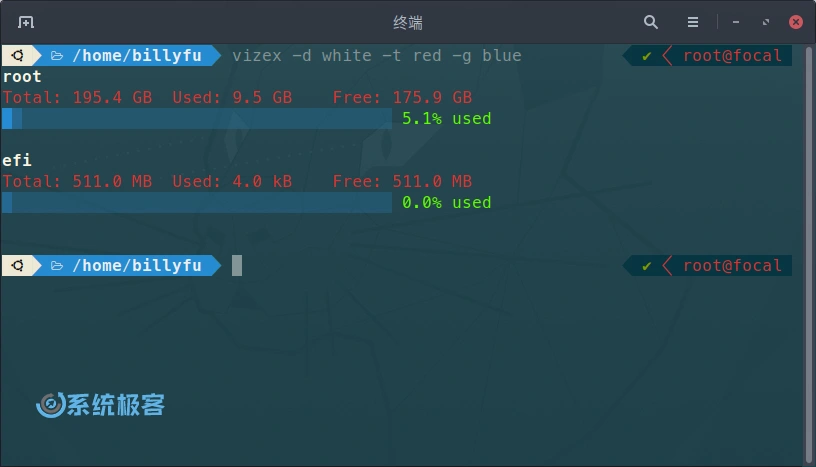 终端
/home/billyfu vizex -d white -t red -g blue ✔ root@focal
root
Total: 195.4 GB Used: 9.5 GB Free: 175.9 GB
5.1% used
efi
Total: 511.0 MB Used: 4.0 kB Free: 511.0 MB
0.0% used
/home/billyfu ✔ root@focal
系统极客